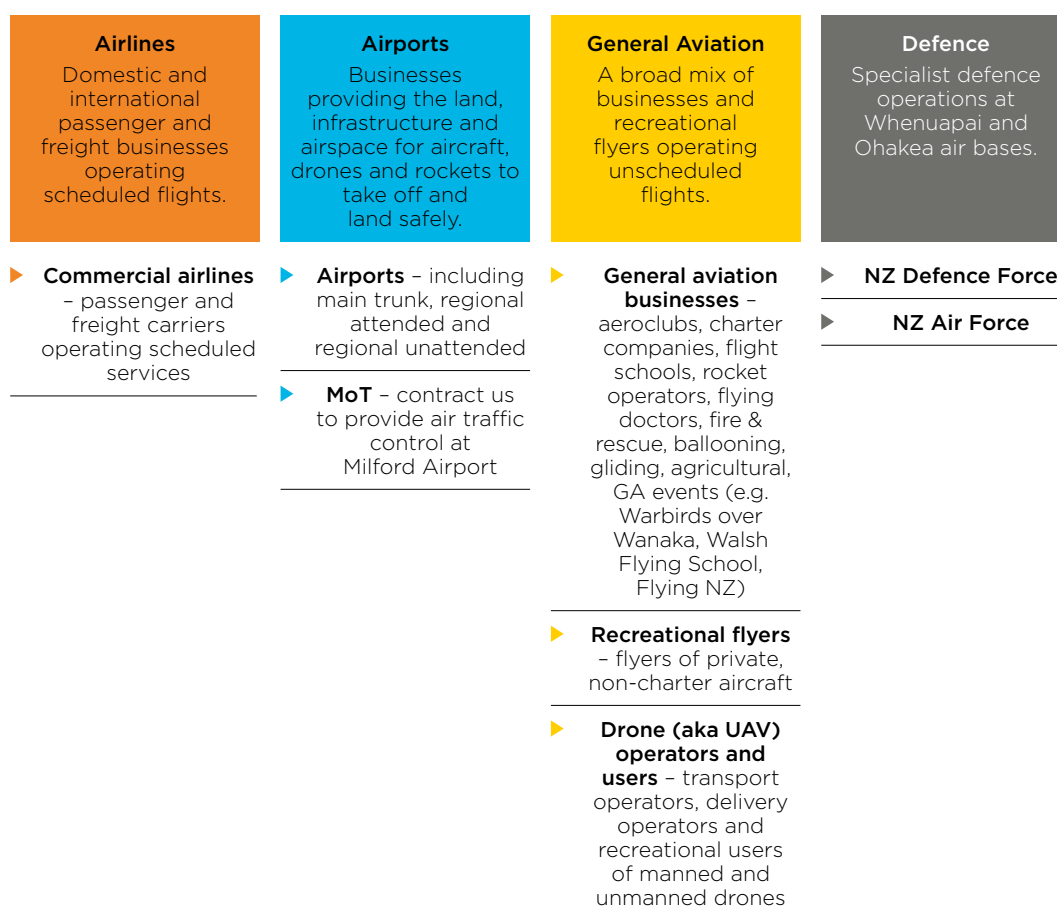 Airlines
Domestic and
international
passenger and
freight businesses
operating
scheduled flights.
Commercial airlines
– passenger and
freight carriers
operating scheduled
services
Airports
Businesses
providing the land,
infrastructure and
airspace for aircraft,
drones and rockets to
take off and
land safely.
Airports – including
main trunk, regional
attended and
regional unattended
MoT – contract us
to provide air traffic
control at
Milford Airport
General Aviation
A broad mix of
businesses and
recreational
flyers operating
unscheduled
flights.
General aviation
businesses –
aeroclubs, charter
companies, flight
schools, rocket
operators, flying
doctors, fire &
rescue, ballooning,
gliding, agricultural,
GA events (e.g.
Warbirds over
Wanaka, Walsh
Flying School,
Flying NZ)
Recreational flyers
– flyers of private,
non-charter aircraft
Drone (aka UAV)
operators and
users – transport
operators, delivery
operators and
recreational users
of manned and
unmanned drones
Defence
Specialist defence
operations at
Whenuapai and
Ohakea air bases.
NZ Defence Force
NZ Air Force